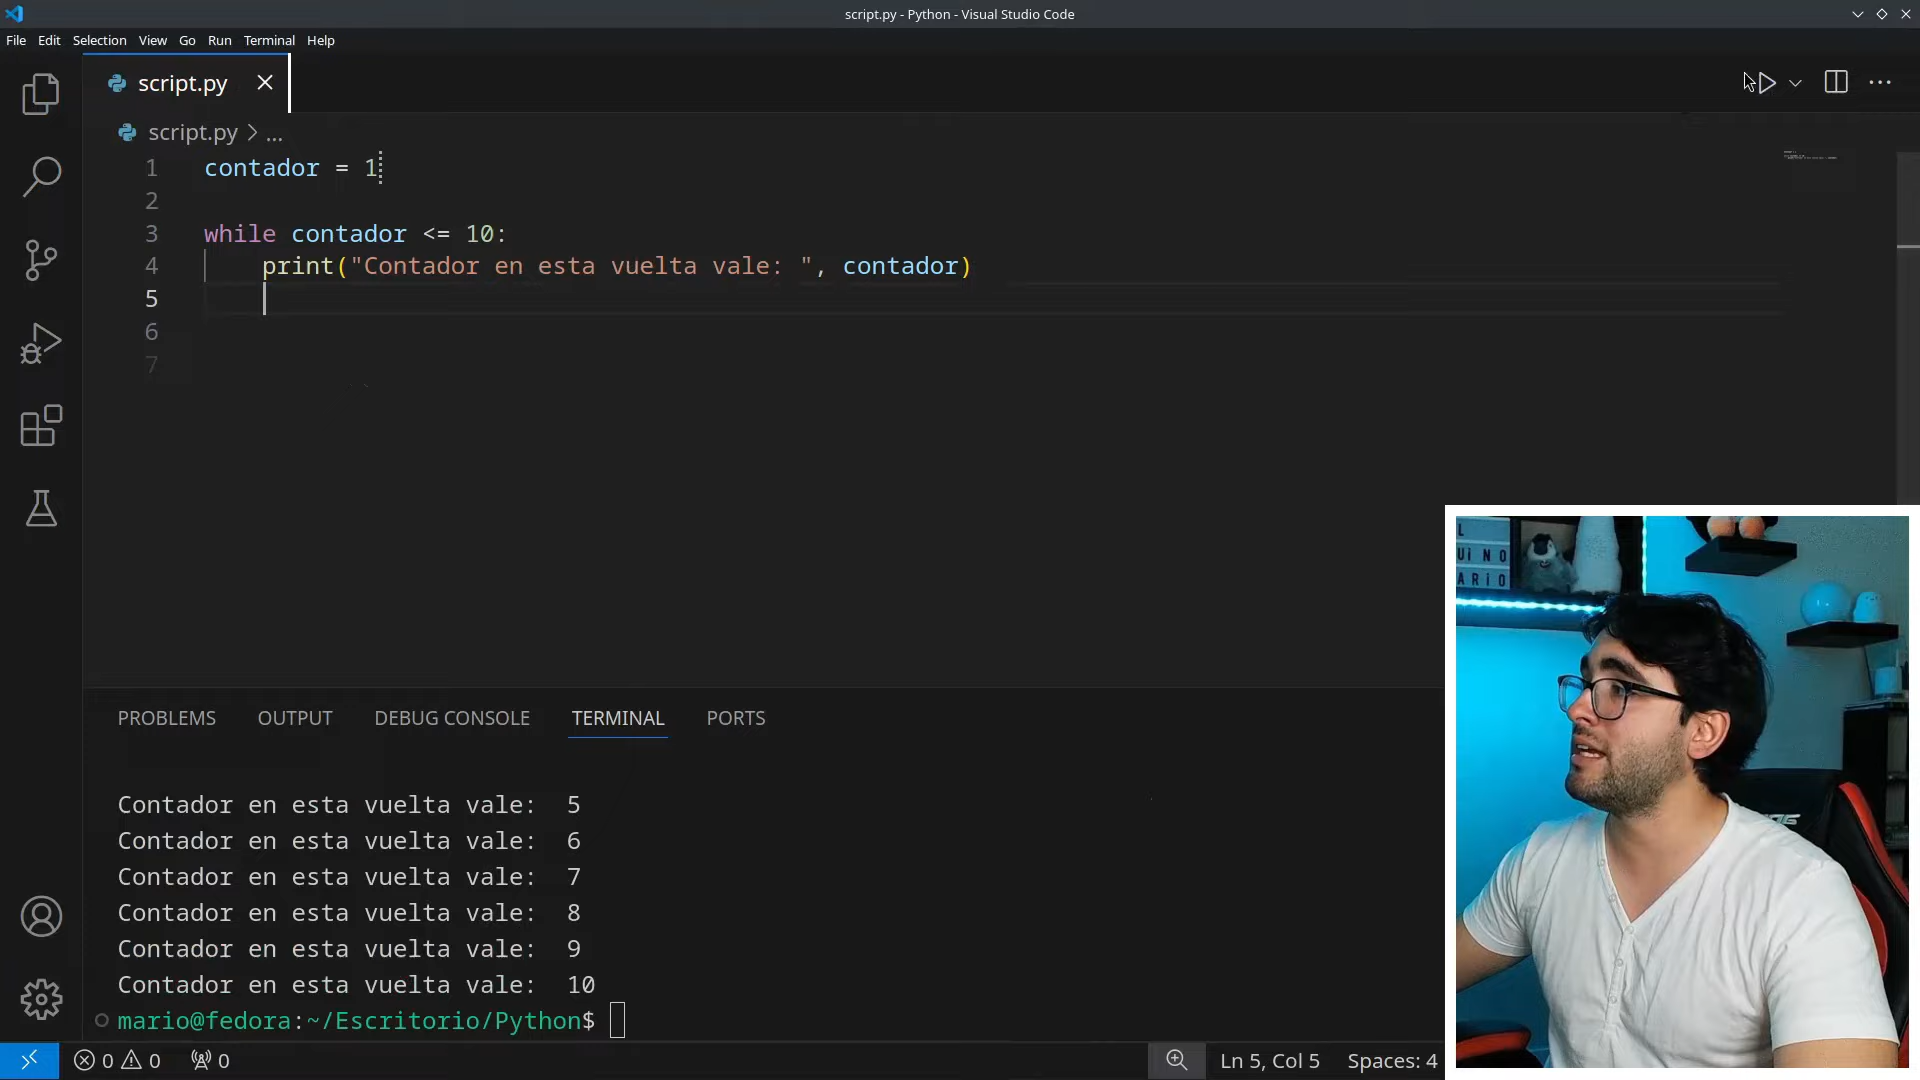 script.py - Python - Visual Studio Code
File Edit Selection View Go Run Terminal Help
script.py
script.py > ...
1 contador = 1
2
3 while contador <= 10:
4 print("Contador en esta vuelta vale: ", contador)
5
6
7
PROBLEMS OUTPUT DEBUG CONSOLE TERMINAL PORTS
Contador en esta vuelta vale: 5
Contador en esta vuelta vale: 6
Contador en esta vuelta vale: 7
Contador en esta vuelta vale: 8
Contador en esta vuelta vale: 9
Contador en esta vuelta vale: 10
mario@fedora:~/Escritorio/Python$
0 0 0 Ln 5, Col 5 Spaces: 4
L
UiNO
ARiO